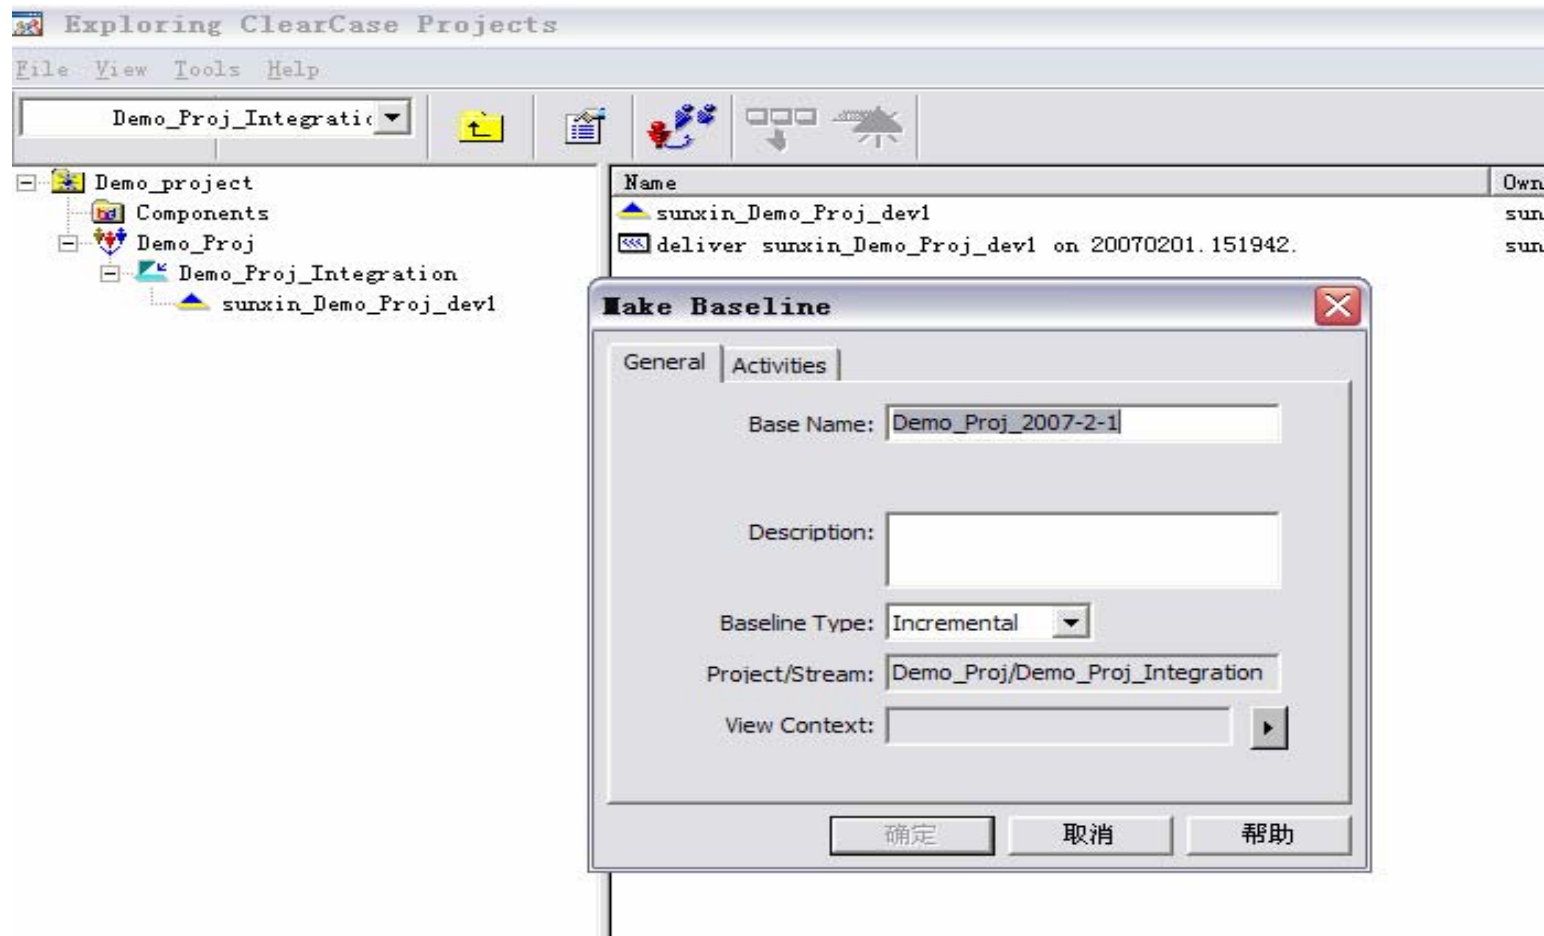 Exploring ClearCase Projects
File View Tools Help
Demo_Proj_Integratic
Demo_project
Components
Demo_Proj
Demo_Proj_Integration
sunxin_Demo_Proj_dev1
Name Own
sunxin_Demo_Proj_dev1 sun
deliver sunxin_Demo_Proj_dev1 on 20070201.151942. sun
Make Baseline
General Activities
Base Name: Demo_Proj_2007-2-1
Description:
Baseline Type: Incremental
Project/Stream: Demo_Proj/Demo_Proj_Integration
View Context:
确定 取消 帮助